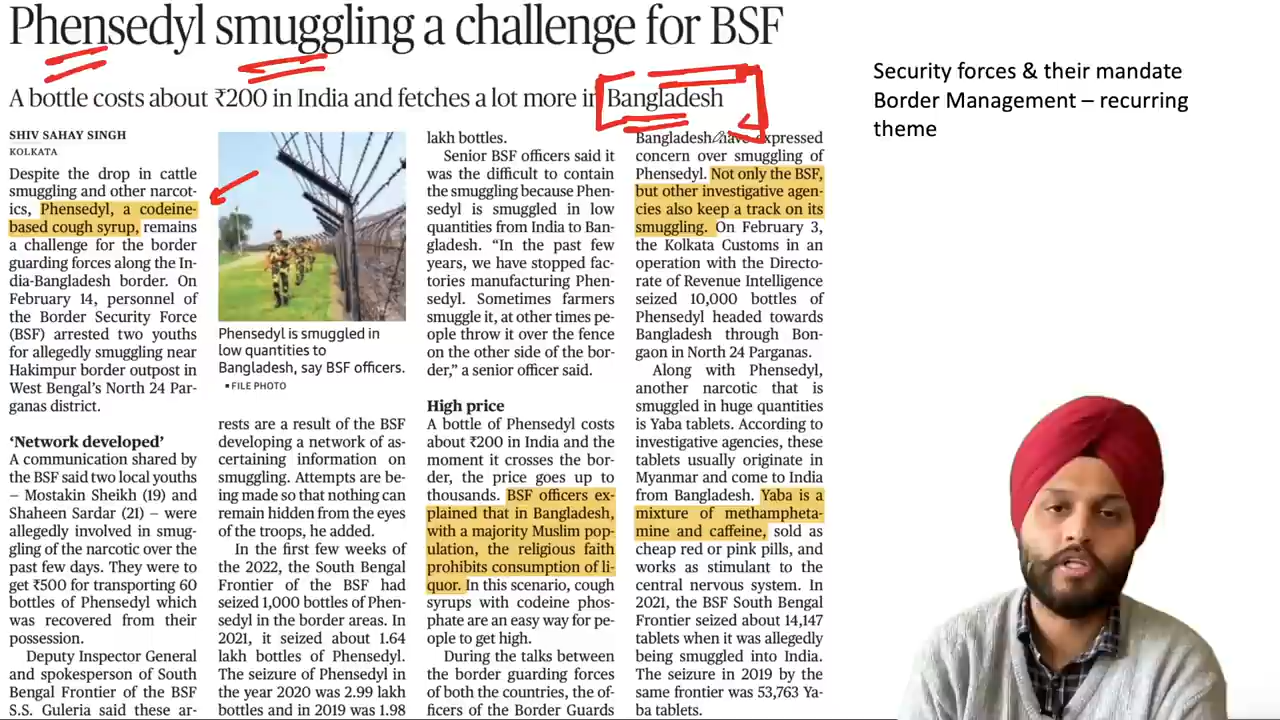 Phensedyl smuggling a challenge for BSF
A bottle costs about ₹200 in India and fetches a lot more in Bangladesh
SHIV SAHAY SINGH
KOLKATA
Despite the drop in cattle
smuggling and other narcot-
ics, Phensedyl, a codeine-
based cough syrup, remains
a challenge for the border
guarding forces along the In-
dia-Bangladesh border. On
February 14, personnel of
the Border Security Force
(BSF) arrested two youths
for allegedly smuggling near
Hakimpur border outpost in
West Bengal's North 24 Par-
ganas district.
'Network developed'
A communication shared by
the BSF said two local youths
– Mostakin Sheikh (19) and
Shaheen Sardar (21) – were
allegedly involved in smug-
gling of the narcotic over the
past few days. They were to
get ₹500 for transporting 60
bottles of Phensedyl which
was recovered from their
possession.
Deputy Inspector General
and spokesperson of South
Bengal Frontier of the BSF
S.S. Guleria said these ar-
Phensedyl is smuggled in
low quantities to
Bangladesh, say BSF officers.
▪ FILE PHOTO
rests are a result of the BSF
developing a network of as-
certaining information on
smuggling. Attempts are be-
ing made so that nothing can
remain hidden from the eyes
of the troops, he added.
In the first few weeks of
the 2022, the South Bengal
Frontier of the BSF had
seized 1,000 bottles of Phen-
sedyl in the border areas. In
2021, it seized about 1.64
lakh bottles of Phensedyl.
The seizure of Phensedyl in
the year 2020 was 2.99 lakh
bottles and in 2019 was 1.98
lakh bottles.
Senior BSF officers said it
was the difficult to contain
the smuggling because Phen-
sedyl is smuggled in low
quantities from India to Ban-
gladesh. "In the past few
years, we have stopped fac-
tories manufacturing Phen-
sedyl. Sometimes farmers
smuggle it, at other times peo-
ple throw it over the fence
on the other side of the bor-
der," a senior officer said.
High price
A bottle of Phensedyl costs
about ₹200 in India and the
moment it crosses the bor-
der, the price goes up to
thousands. BSF officers ex-
plained that in Bangladesh,
with a majority Muslim pop-
ulation, the religious faith
prohibits consumption of li-
quor. In this scenario, cough
syrups with codeine phos-
phate are an easy way for pe-
ople to get high.
During the talks between
the border guarding forces
of both the countries, the of-
ficers of the Border Guards
Bangladesh have expressed
concern over smuggling of
Phensedyl. Not only the BSF,
but other investigative agen-
cies also keep a track on its
smuggling. On February 3,
the Kolkata Customs in an
operation with the Directo-
rate of Revenue Intelligence
seized 10,000 bottles of
Phensedyl headed towards
Bangladesh through Bon-
gaon in North 24 Parganas.
Along with Phensedyl,
another narcotic that is
smuggled in huge quantities
is Yaba tablets. According to
investigative agencies, these
tablets usually originate in
Myanmar and come to India
from Bangladesh. Yaba is a
mixture of methampheta-
mine and caffeine, sold as
cheap red or pink pills, and
works as stimulant to the
central nervous system. In
2021, the BSF South Bengal
Frontier seized about 14,147
tablets when it was allegedly
being smuggled into India.
The seizure in 2019 by the
same frontier was 53,763 Ya-
ba tablets.
Security forces & their mandate
Border Management – recurring
theme